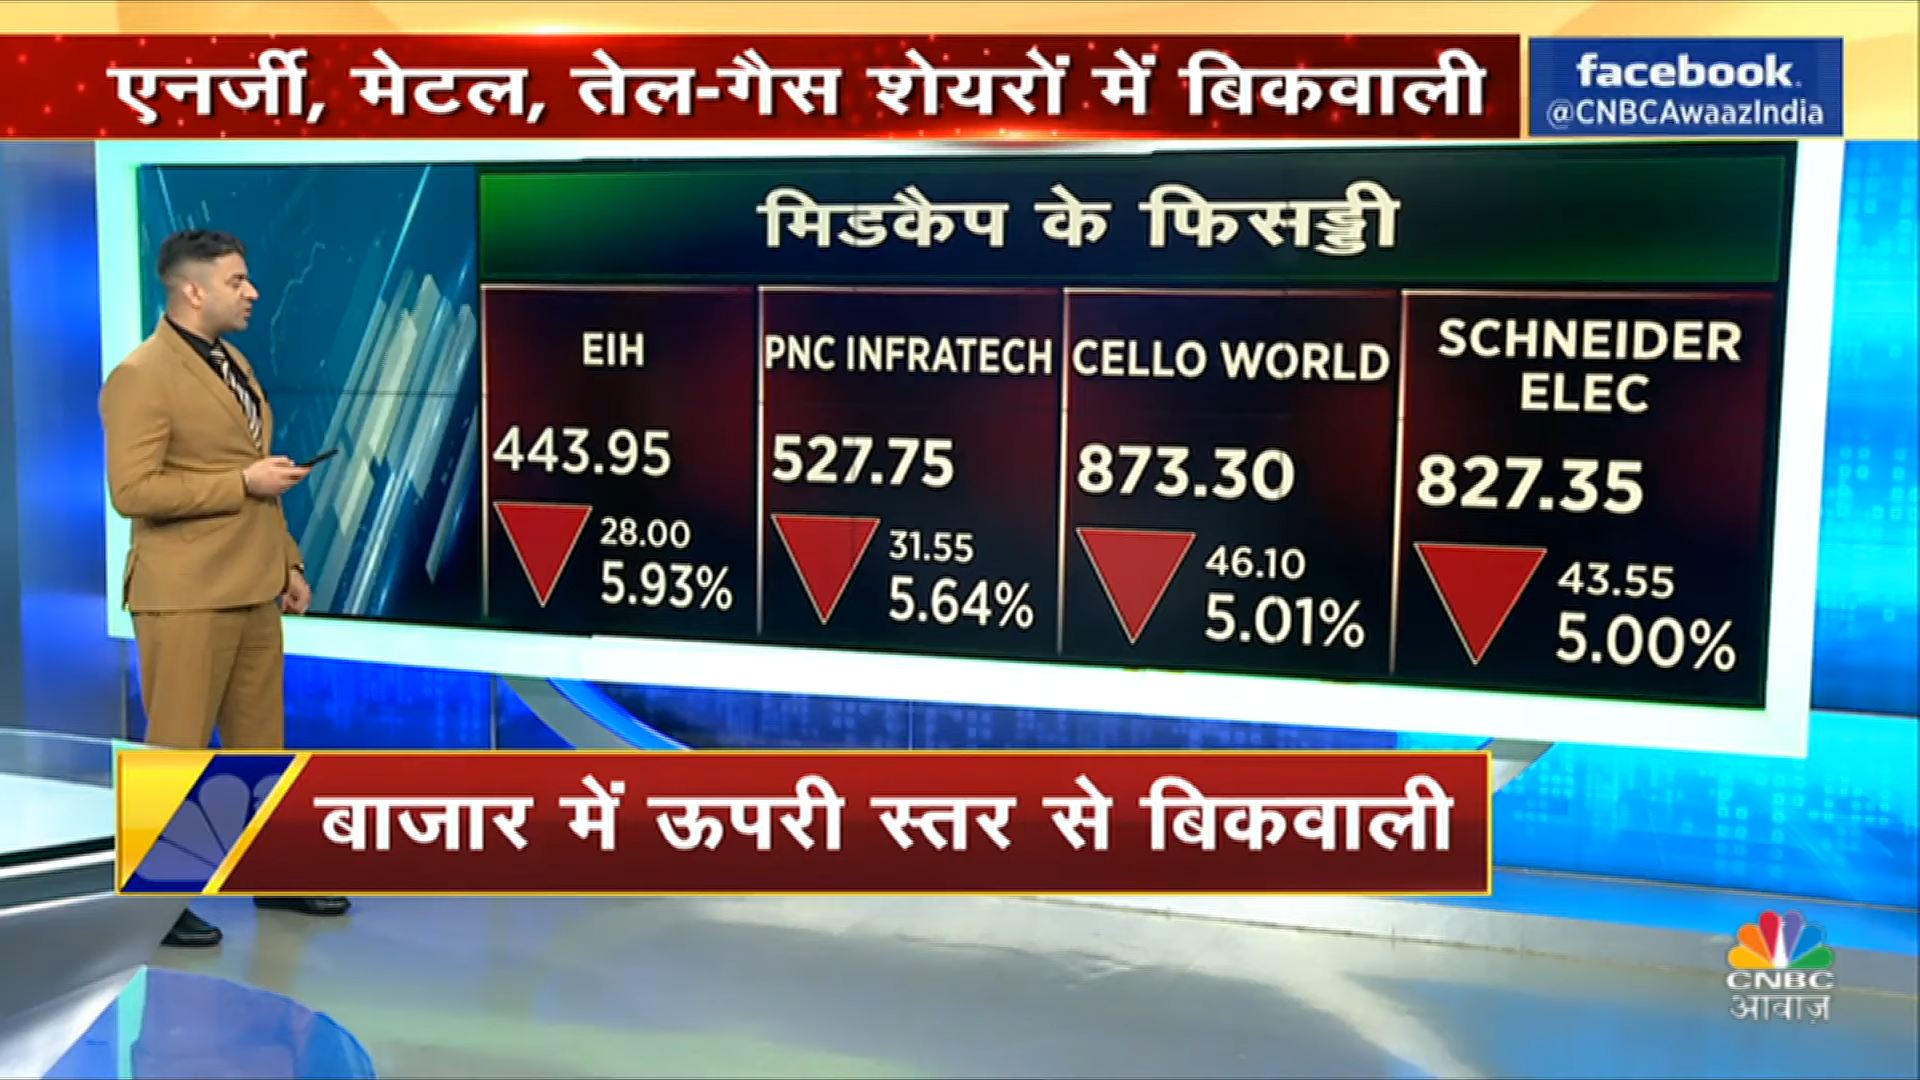 एनर्जी, मेटल, तेल-गैस शेयरों में बिकवाली
facebook.
@CNBCAwaazIndia
मिडकैप के फिसड्डी
EIH
443.95
28.00
5.93%
PNC INFRATECH
527.75
31.55
5.64%
CELLO WORLD
873.30
46.10
5.01%
SCHNEIDER
ELEC
827.35
43.55
5.00%
बाजार में ऊपरी स्तर से बिकवाली
CNBC
आवाज़